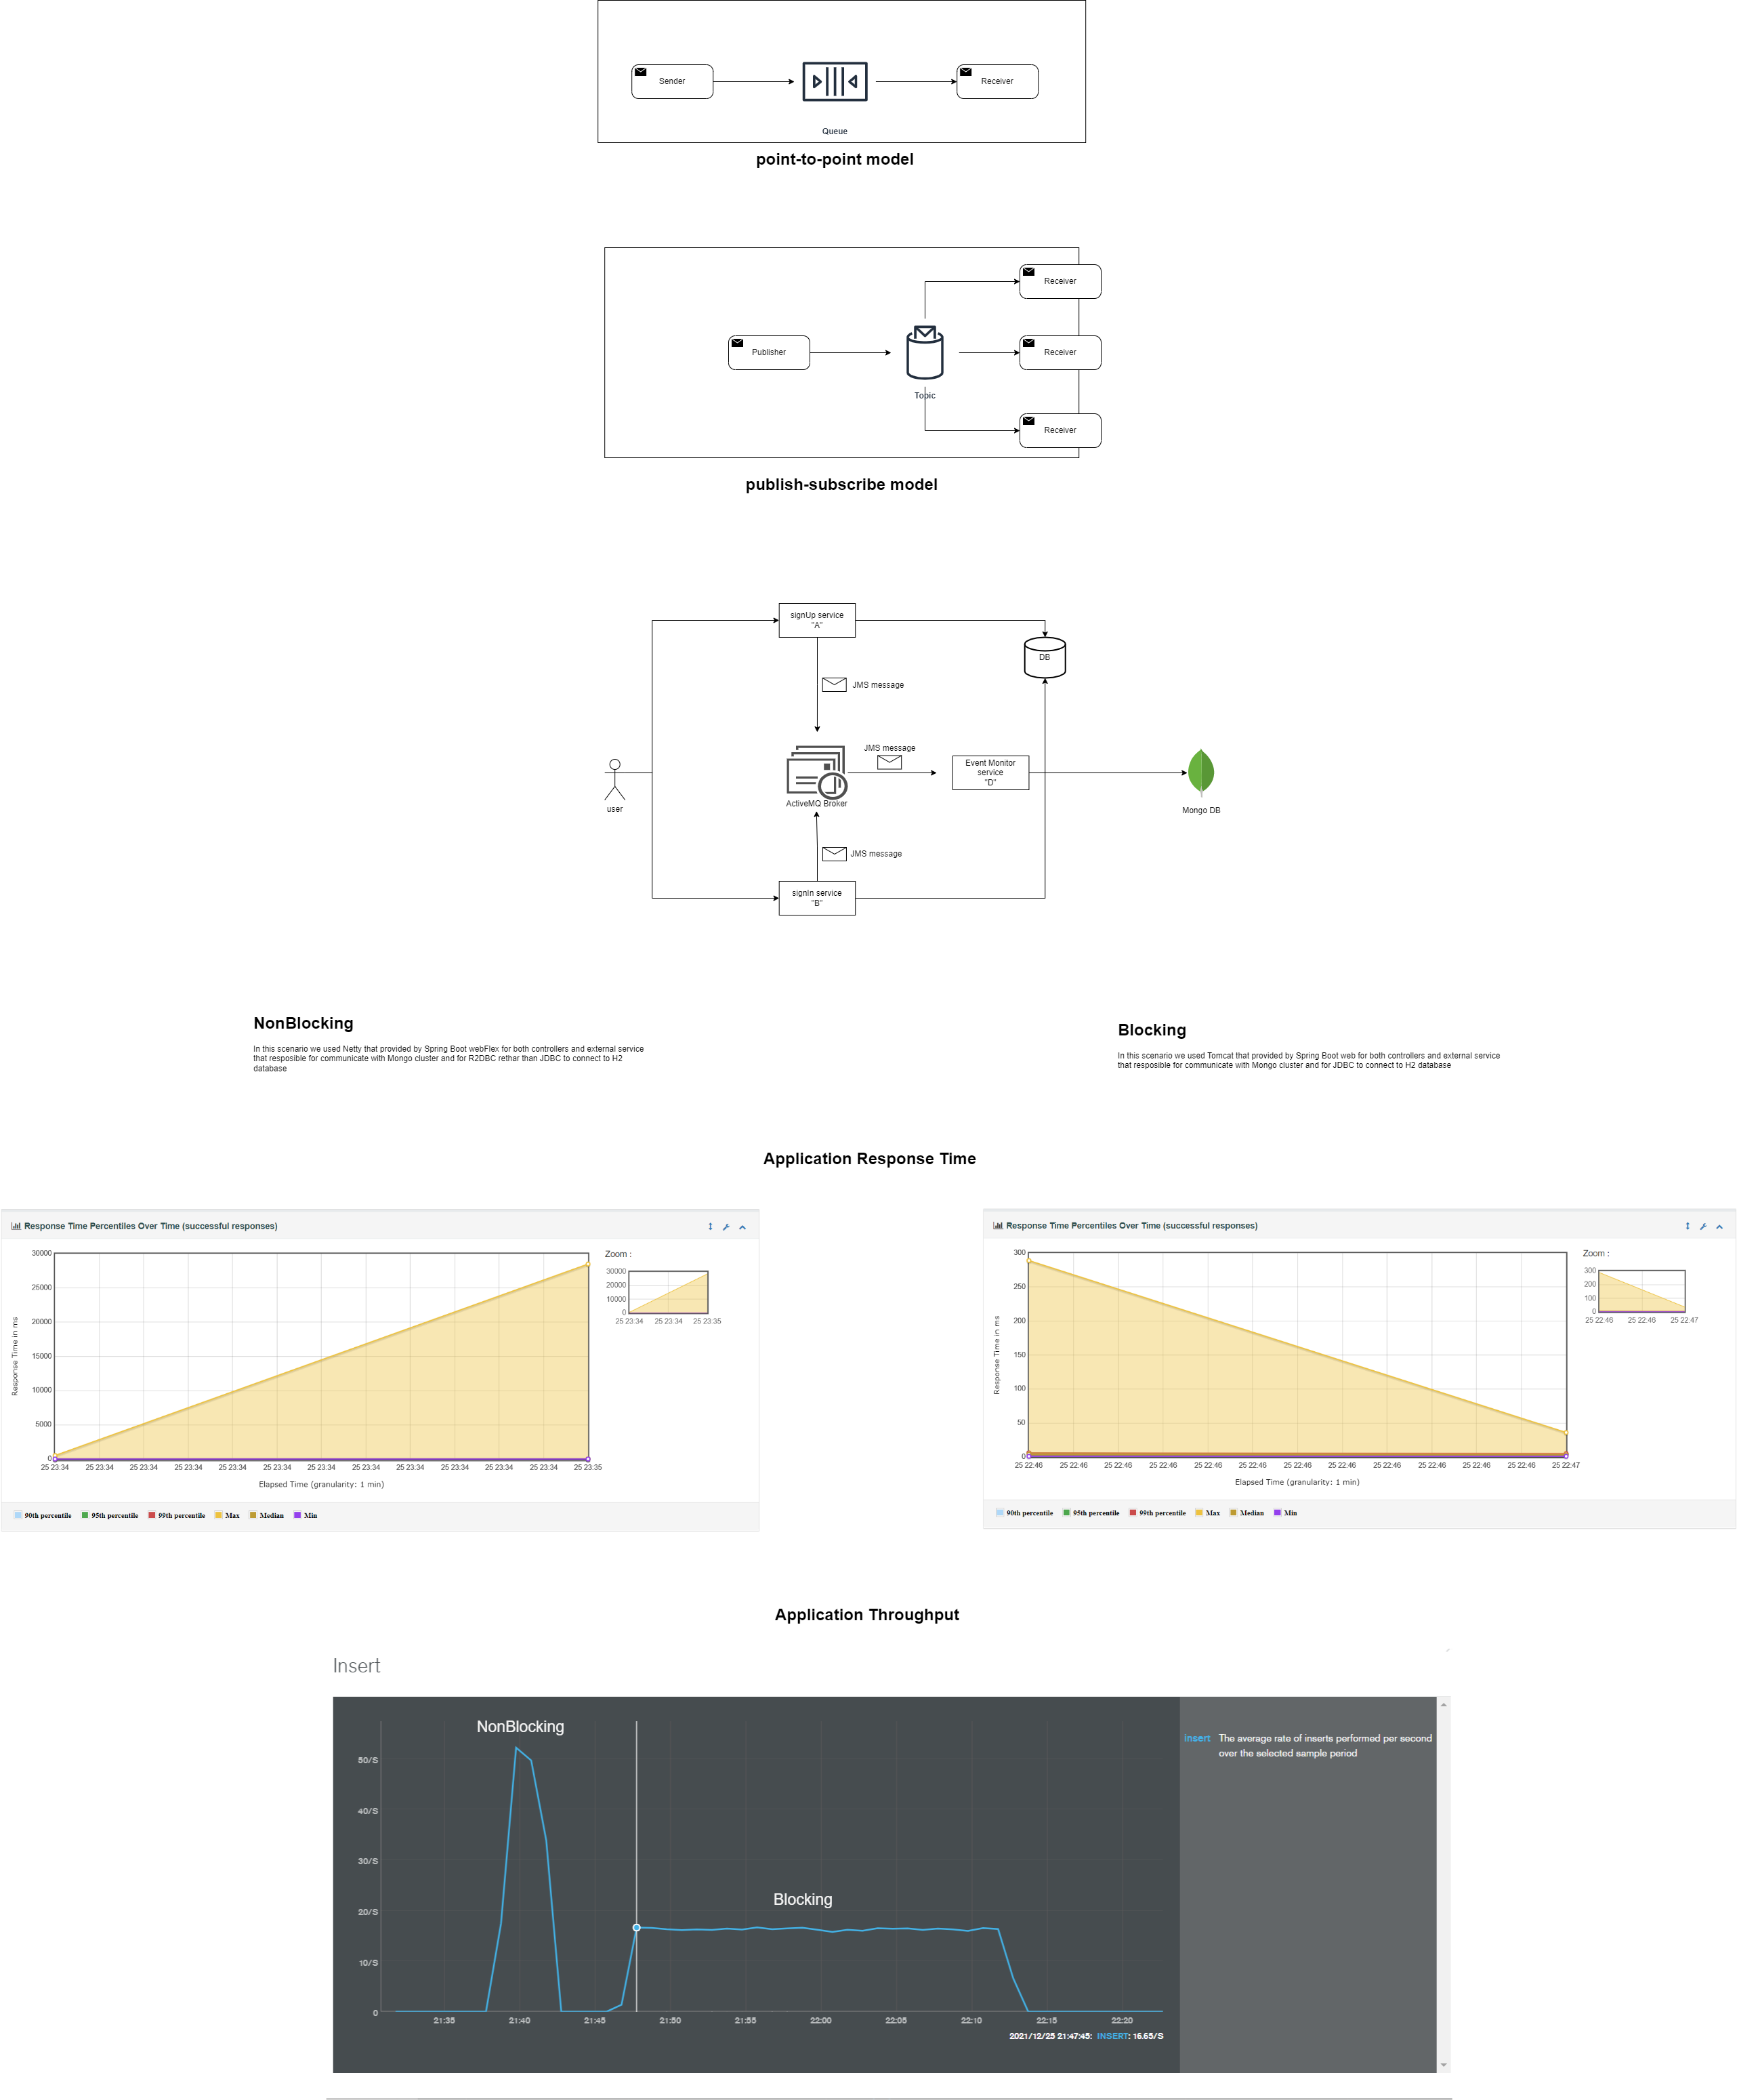 Sender
Receiver
Queue
point-to-point model
Receiver
Publisher
Receiver
Topic
Receiver
publish-subscribe model
signUp service
"A"
DB
JMS message
JMS message
Event Monitor
service
"D"
ActiveMQ Broker
user
Mongo DB
JMS message
signIn service
"B"
NonBlocking
In this scenario we used Netty that provided by Spring Boot webFlex for both controllers and external service
that resposible for communicate with Mongo cluster and for R2DBC rethar than JDBC to connect to H2
database
Blocking
In this scenario we used Tomcat that provided by Spring Boot web for both controllers and external service
that resposible for communicate with Mongo cluster and for JDBC to connect to H2 database
Application Response Time
Response Time Percentiles Over Time (successful responses)
Zoom :
30000
25000
20000
15000
10000
5000
0
Response Time in ms
30000
20000
10000
0
25 23:34 25 23:34 25 23:35
25 23:34 25 23:34 25 23:34 25 23:34 25 23:34 25 23:34 25 23:34 25 23:34 25 23:34 25 23:34 25 23:34 25 23:34 25 23:35
Elapsed Time (granularity: 1 min)
90th percentile 95th percentile 99th percentile Max Median Min
Response Time Percentiles Over Time (successful responses)
Zoom :
300
250
200
150
100
50
0
Response Time in ms
300
200
100
0
25 22:46 25 22:46 25 22:47
25 22:46 25 22:46 25 22:46 25 22:46 25 22:46 25 22:46 25 22:46 25 22:46 25 22:46 25 22:46 25 22:46 25 22:46 25 22:47
Elapsed Time (granularity: 1 min)
90th percentile 95th percentile 99th percentile Max Median Min
Application Throughput
Insert
NonBlocking
insert The average rate of inserts performed per second
over the selected sample period
50/S
40/S
30/S
20/S
10/S
0
Blocking
21:35 21:40 21:45 21:50 21:55 22:00 22:05 22:10 22:15 22:20
2021/12/25 21:47:45: INSERT: 16.65/S